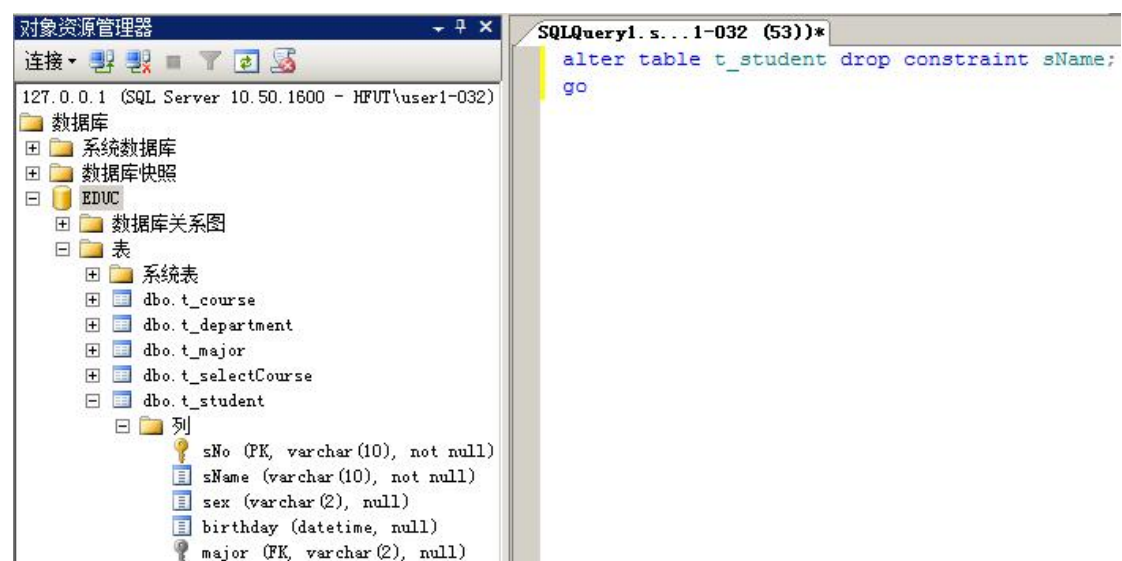 对象资源管理器
连接
127.0.0.1 (SQL Server 10.50.1600 - HFUT\user1-032)
数据库
系统数据库
数据库快照
EDUC
数据库关系图
表
系统表
dbo.t_course
dbo.t_department
dbo.t_major
dbo.t_selectCourse
dbo.t_student
列
sNo (PK, varchar(10), not null)
sName (varchar(10), not null)
sex (varchar(2), null)
birthday (datetime, null)
major (FK, varchar(2), null)
SQLQuery1.s...1-032 (53))*
alter table t_student drop constraint sName;
go